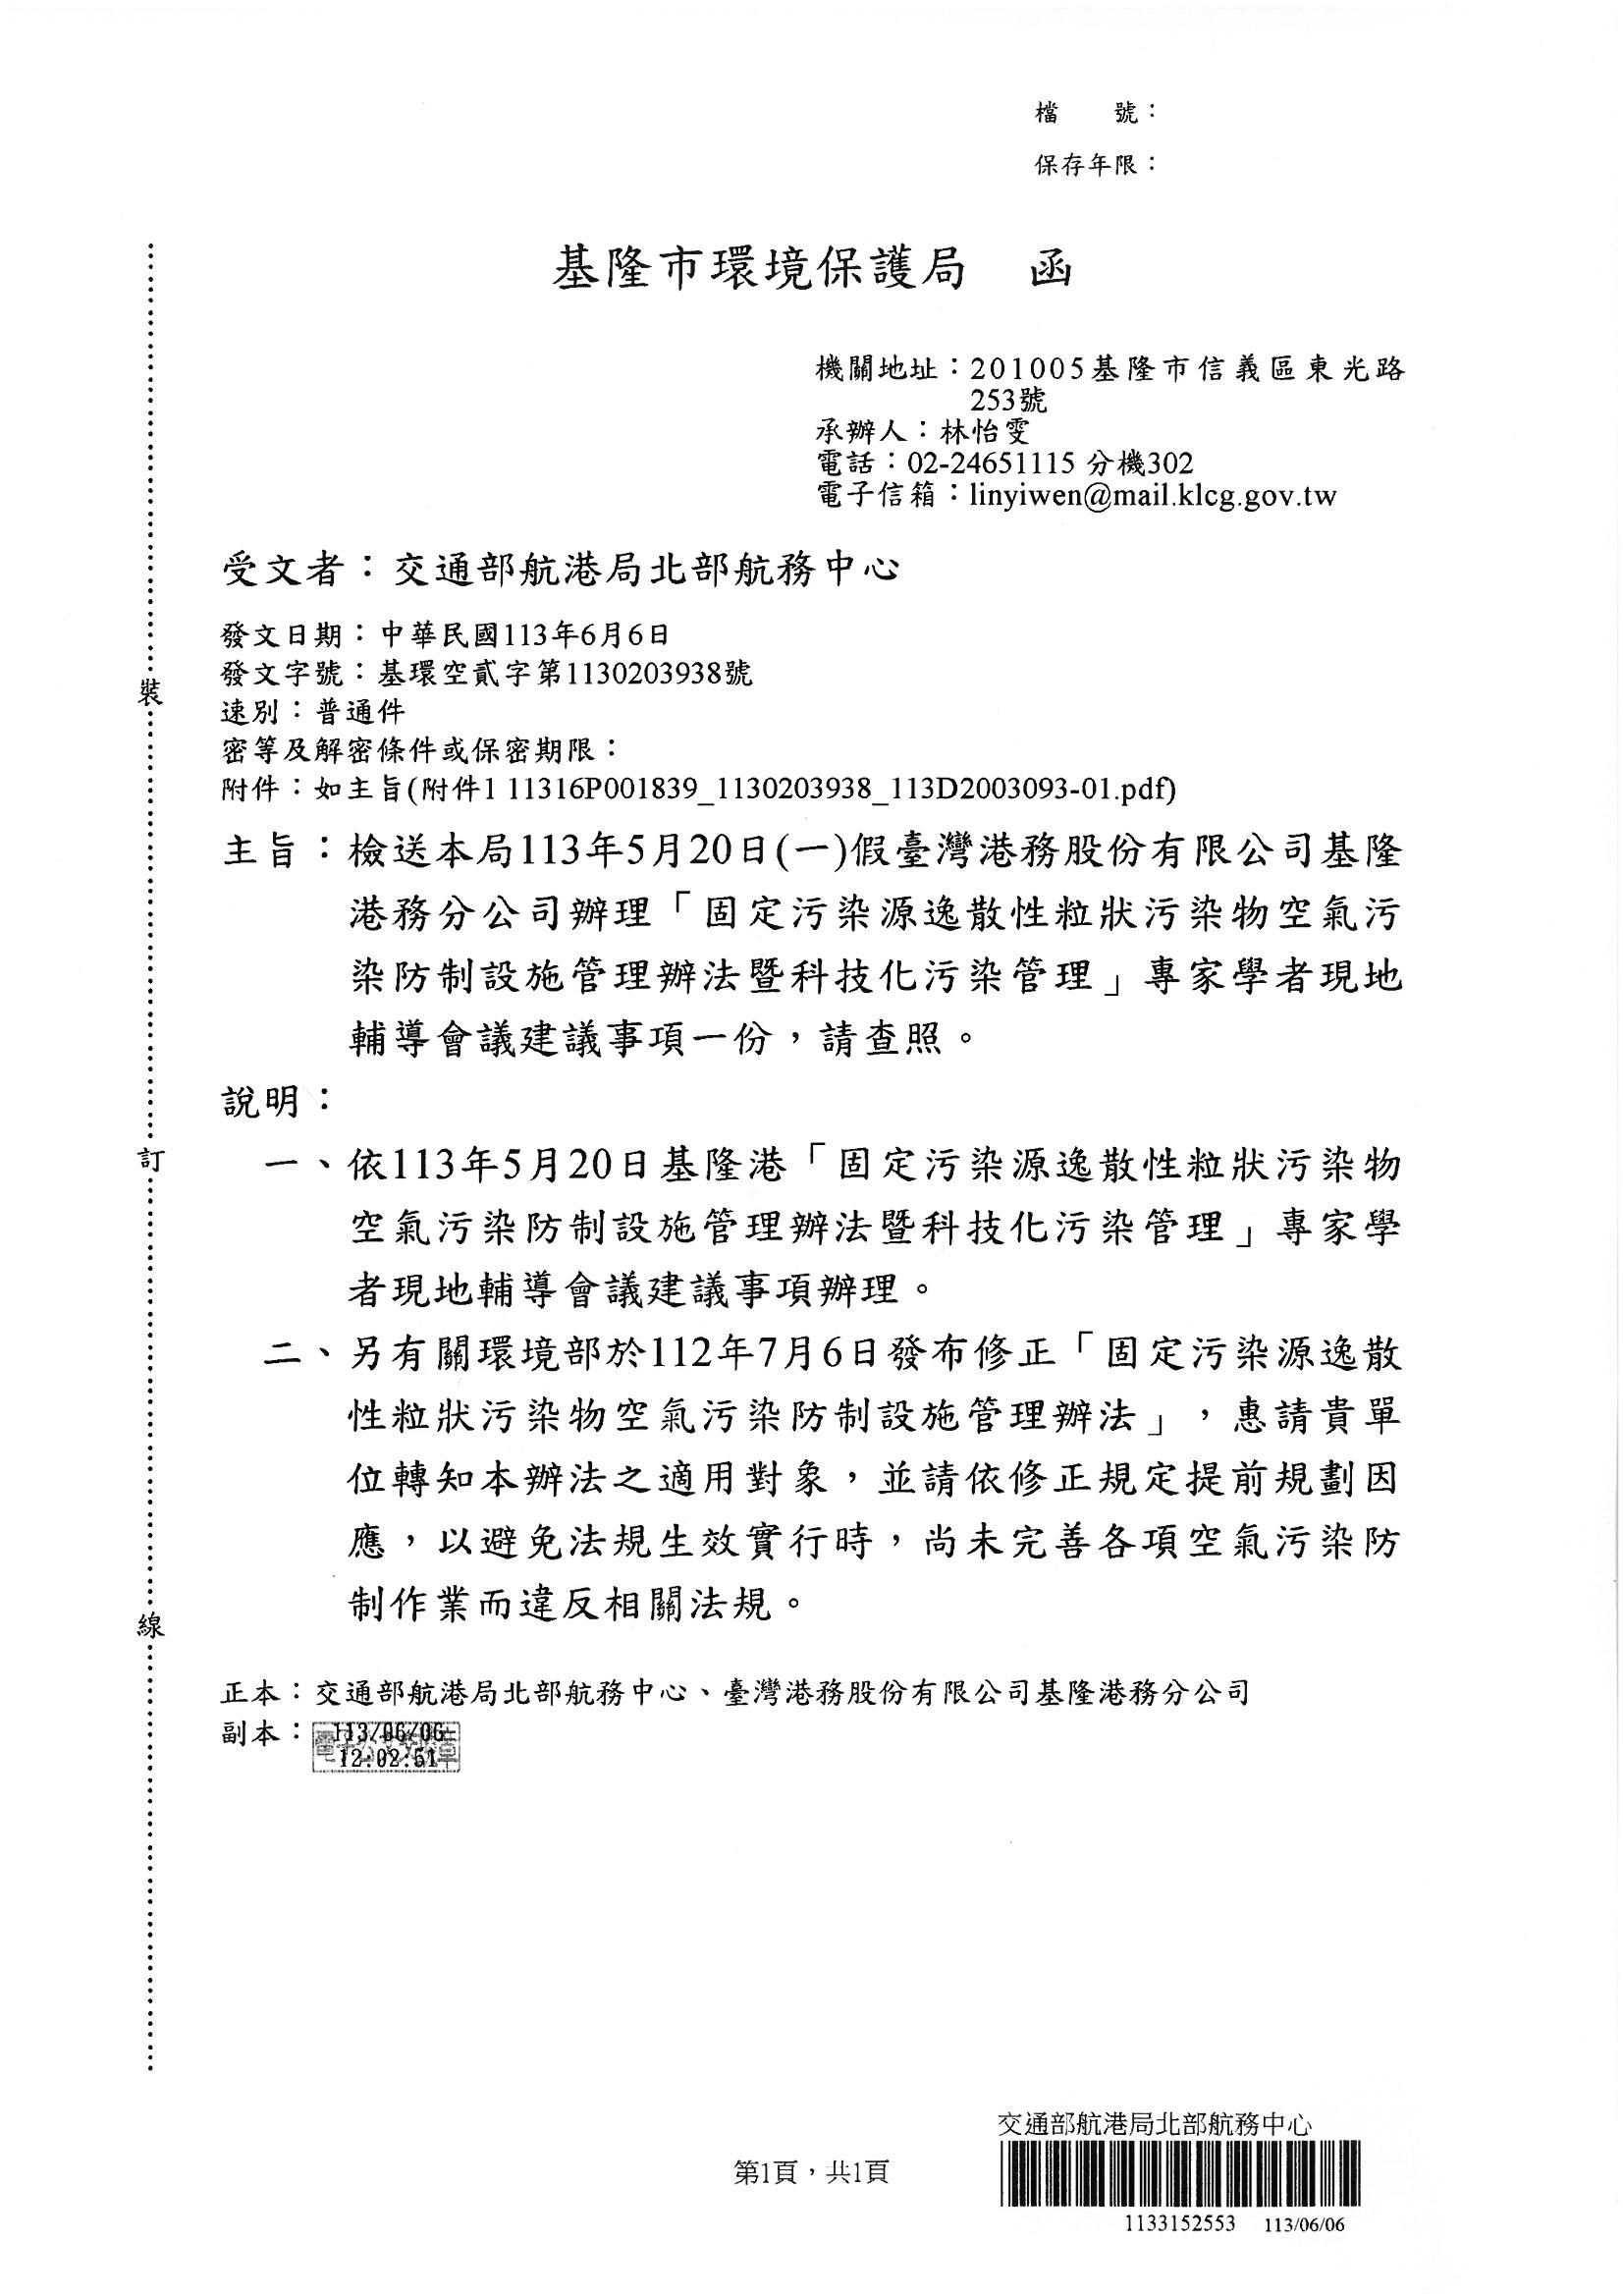 檔　　號：
保存年限：
基隆市環境保護局　函
機關地址：201005基隆市信義區東光路
253號
承辦人：林怡雯
電話：02-24651115 分機302
電子信箱：linyiwen@mail.klcg.gov.tw
受文者：交通部航港局北部航務中心
發文日期：中華民國113年6月6日
發文字號：基環空貳字第1130203938號
速別：普通件
密等及解密條件或保密期限：
附件：如主旨(附件1 11316P001839_1130203938_113D2003093-01.pdf)
主旨：檢送本局113年5月20日(一)假臺灣港務股份有限公司基隆
港務分公司辦理「固定污染源逸散性粒狀污染物空氣污
染防制設施管理辦法暨科技化污染管理」專家學者現地
輔導會議建議事項一份，請查照。
說明：
一、依113年5月20日基隆港「固定污染源逸散性粒狀污染物
空氣污染防制設施管理辦法暨科技化污染管理」專家學
者現地輔導會議建議事項辦理。
二、另有關環境部於112年7月6日發布修正「固定污染源逸散
性粒狀污染物空氣污染防制設施管理辦法」，惠請貴單
位轉知本辦法之適用對象，並請依修正規定提前規劃因
應，以避免法規生效實行時，尚未完善各項空氣污染防
制作業而違反相關法規。
正本：交通部航港局北部航務中心、臺灣港務股份有限公司基隆港務分公司
副本：
113/06/06
12:02:51
裝
訂
線
第1頁，共1頁
交通部航港局北部航務中心
1133152553　113/06/06